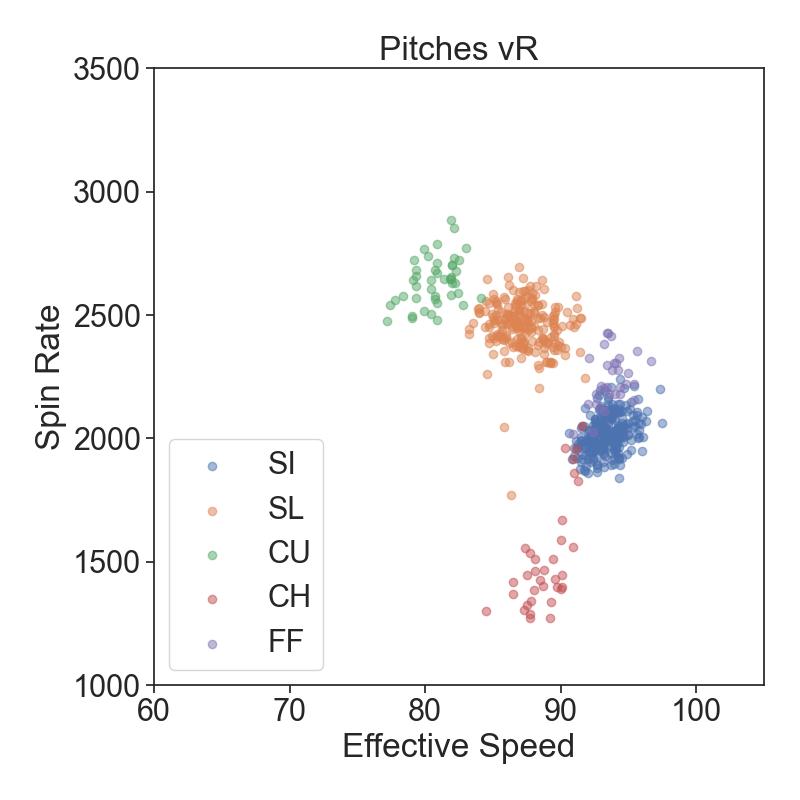 Pitches vR
3500
3000
2500
2000
1500
1000
Spin Rate
SI
SL
CU
CH
FF
60 70 80 90 100
Effective Speed